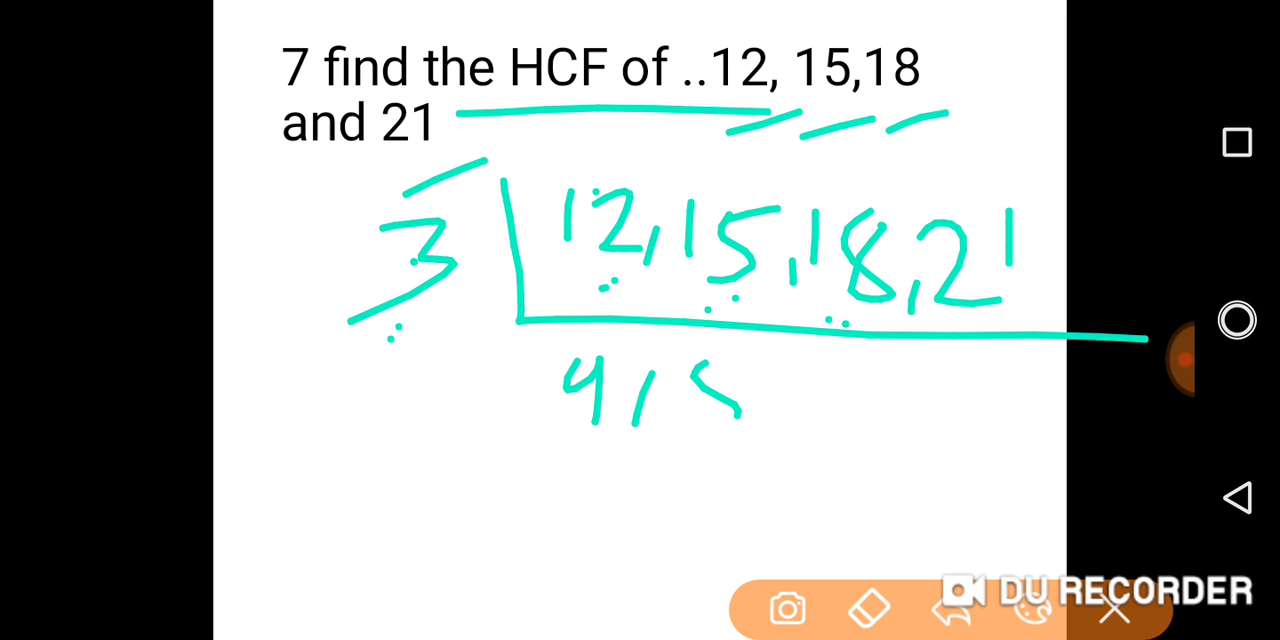 7 find the HCF of ..12, 15,18
and 21
3 12,15,18,21
4, 5
DU RECORDER